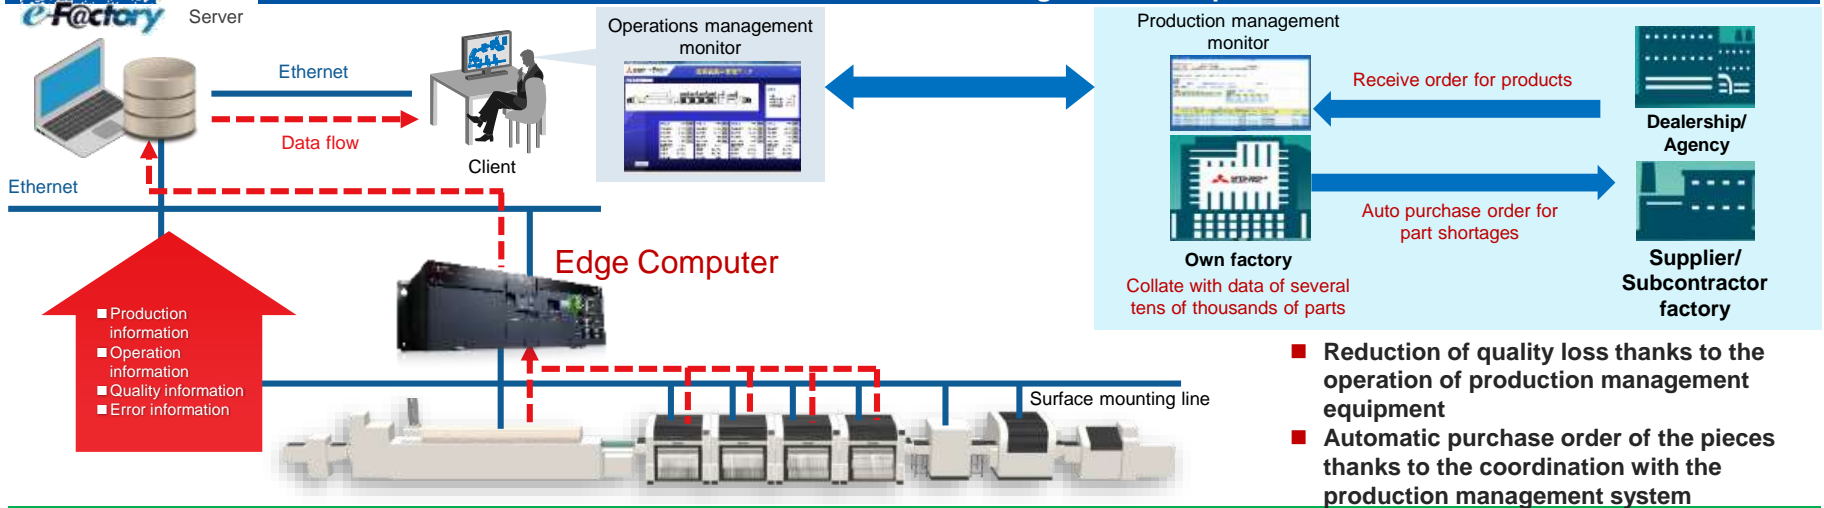 e-F@ctory
Server
Operations management
monitor
Production management
monitor
Ethernet
Data flow
Client
Receive order for products
Dealership/
Agency
Ethernet
Auto purchase order for
part shortages
Own factory
Collate with data of several
tens of thousands of parts
Supplier/
Subcontractor
factory
Edge Computer
■ Production
information
■ Operation
information
■ Quality information
■ Error information
Surface mounting line
■ Reduction of quality loss thanks to the
operation of production management
equipment
■ Automatic purchase order of the pieces
thanks to the coordination with the
production management system